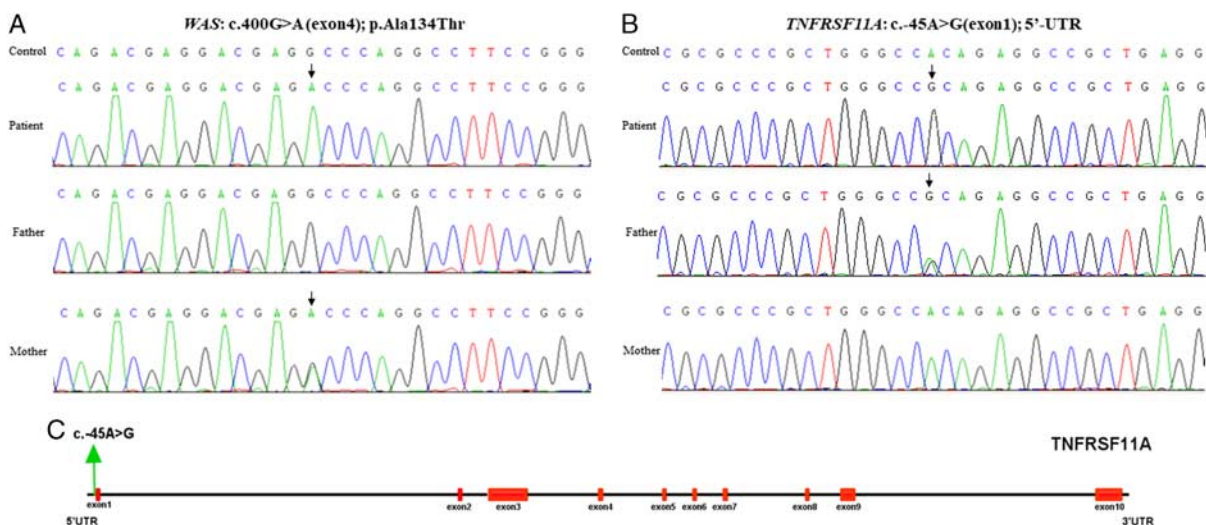 A
WAS: c.400G>A(exon4); p.Ala134Thr
Control
C A G A C G A G G A C G A G G C C C A G G C C T T C C G G G
C A G A C G A G G A C G A G A C C C A G G C C T T C C G G G
Patient
C A G A C G A G G A C G A G G C C C A G G C C T T C C G G G
Father
C A G A C G A G G A C G A G A C C C A G G C C T T C C G G G
Mother
B
TNFRSF11A: c.-45A>G(exon1); 5'-UTR
Control
C G C G C C C G C T G G G C C A C A G A G G C C G C T G A G G
C G C G C C C G C T G G G C C G C A G A G G C C G C T G A G G
Patient
C G C G C C C G C T G G G C C G C A G A G G C C G C T G A G G
Father
C G C G C C C G C T G G G C C A C A G A G G C C G C T G A G G
Mother
C
c.-45A>G
TNFRSF11A
exon1 exon2 exon3 exon4 exon5 exon6 exon7 exon8 exon9 exon10
5'UTR 3'UTR